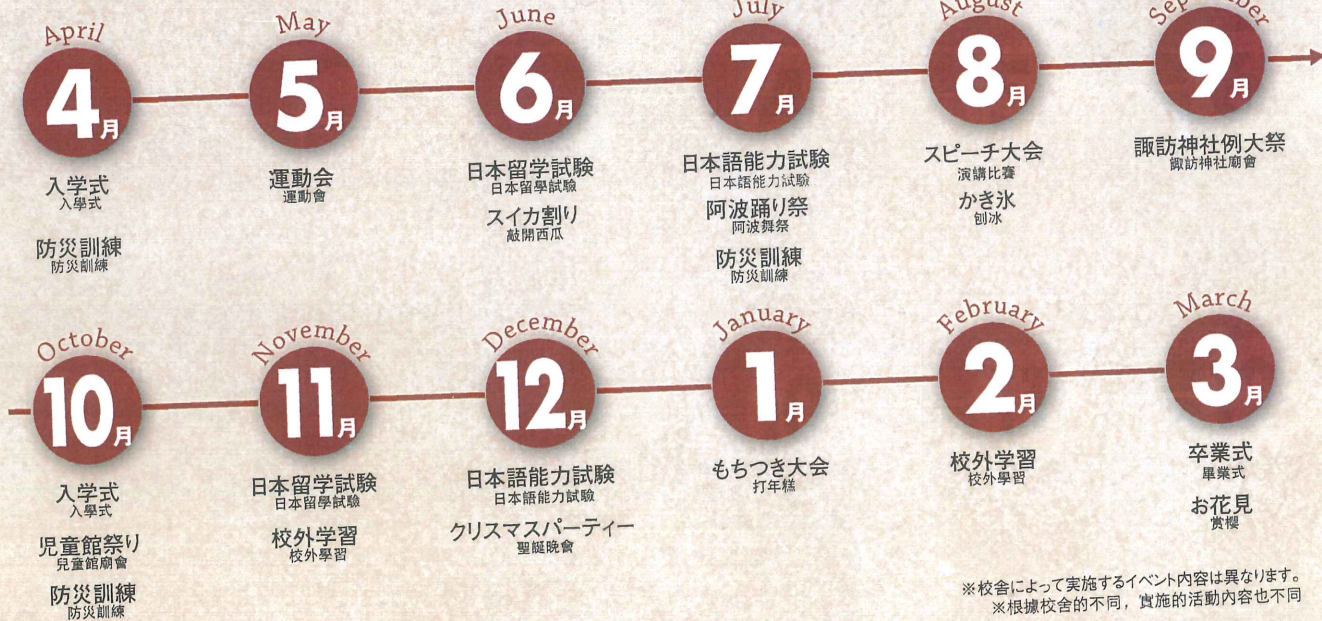 April
4月
入学式
入學式
防災訓練
防災訓練
May
5月
運動会
運動會
June
6月
日本留学試験
日本留學試驗
スイカ割り
敲開西瓜
July
7月
日本語能力試験
日本語能力試驗
阿波踊り祭
阿波舞祭
防災訓練
防災訓練
August
8月
スピーチ大会
演講比賽
かき氷
刨冰
September
9月
諏訪神社例大祭
諏訪神社廟會
October
10月
入学式
入學式
児童館祭り
兒童館廟會
防災訓練
防災訓練
November
11月
日本留学試験
日本留學試驗
校外学習
校外學習
December
12月
日本語能力試験
日本語能力試驗
クリスマスパーティー
聖誕晚會
January
1月
もちつき大会
打年糕
February
2月
校外学習
校外學習
March
3月
卒業式
畢業式
お花見
賞櫻
※校舎によって実施するイベント内容は異なります。
※根據校舍的不同，實施的活動內容也不同